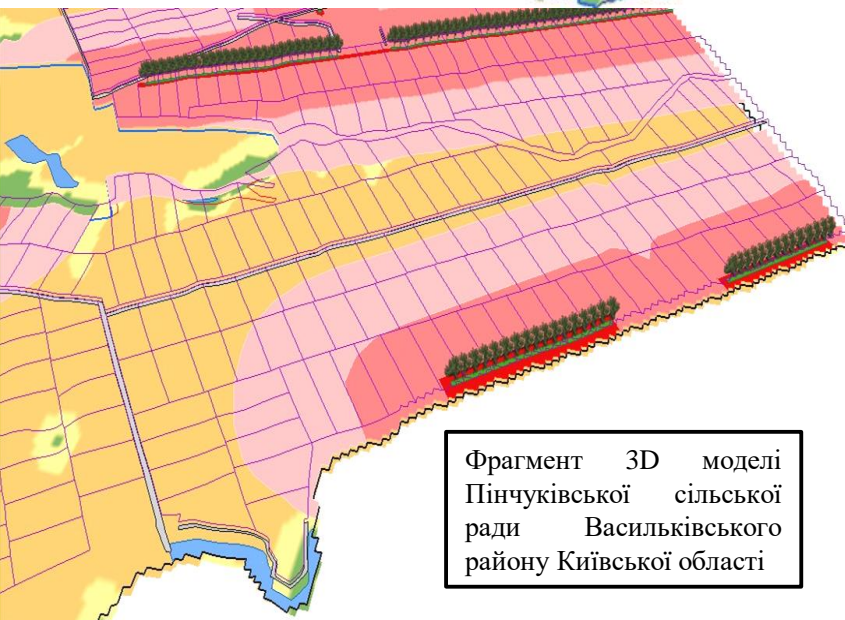 Фрагмент 3D моделі
Пінчуківської сільської
ради Васильківського
району Київської області